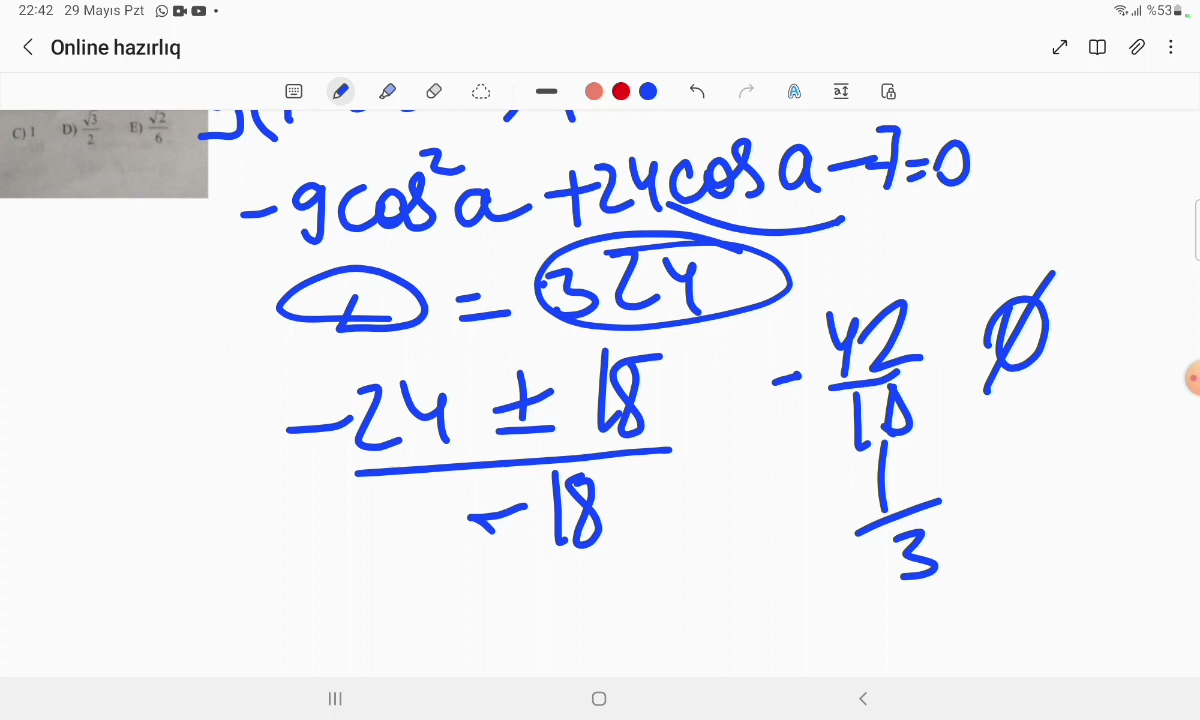 22:42 29 Mayıs Pzt • %53
Online hazırlıq
C) 1 D) √3/2 E) √2/6
-9cos²a + 24cosa - 7 = 0
= 324
-24 ± 18
-18
- 42/18 ∅
1/3